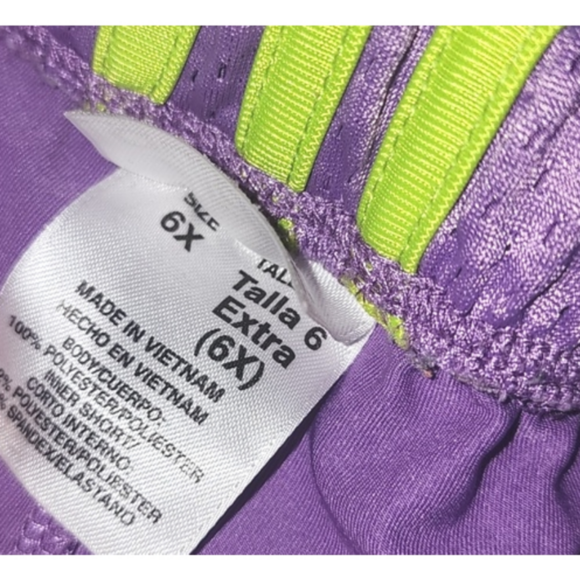 SIZE
6X
Talla 6
Extra
(6X)
MADE IN VIETNAM
HECHO EN VIETNAM
BODY/CUERPO:
100% POLYESTER/POLIESTER
INNER SHORT/
CORTO INTERNO:
POLYESTER/POLIESTER
SPANDEX/ELASTANO